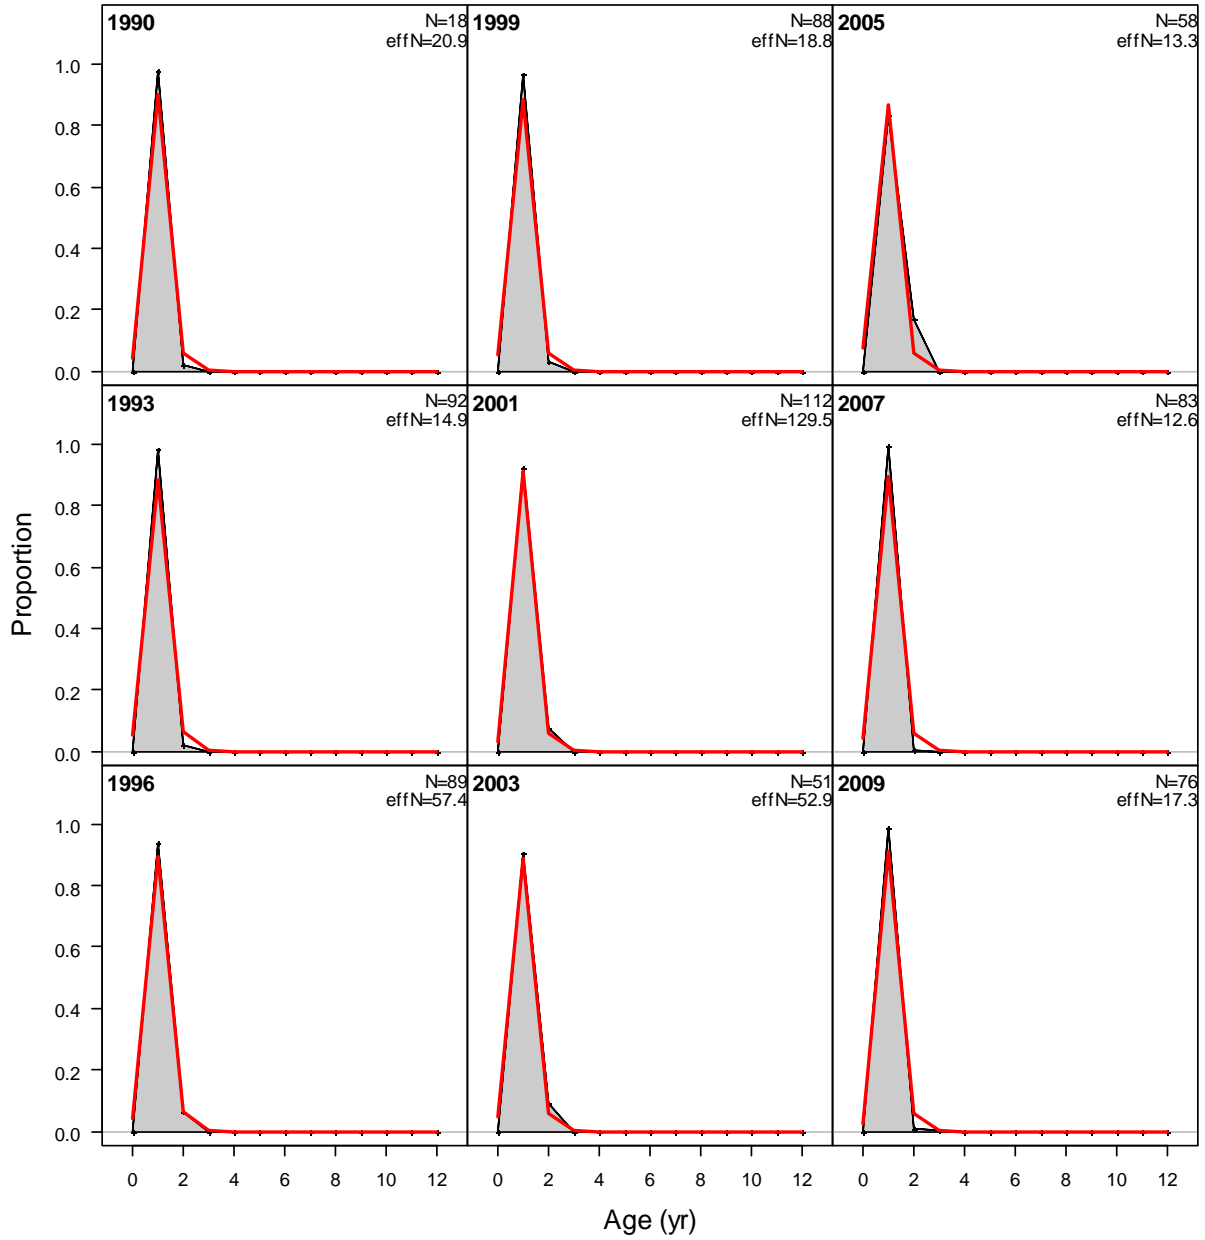 1990 N=18 1999 N=88 2005 N=58
effN=20.9 effN=18.8 effN=13.3
1.0
0.8
0.6
0.4
0.2
0.0
1993 N=92 2001 N=112 2007 N=83
effN=14.9 effN=129.5 effN=12.6
1.0
0.8
0.6
0.4
0.2
0.0
Proportion
1996 N=89 2003 N=51 2009 N=76
effN=57.4 effN=52.9 effN=17.3
1.0
0.8
0.6
0.4
0.2
0.0
0 2 4 6 8 10 12 0 2 4 6 8 10 12 0 2 4 6 8 10 12
Age (yr)